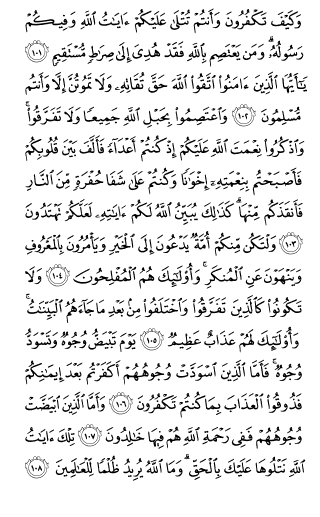 وَكَيْفَ تَكْفُرُونَ وَأَنتُمْ تُتْلَىٰ عَلَيْكُمْ ءَايَٰتُ ٱللَّهِ وَفِيكُمْ
رَسُولُهُۥ ۗ وَمَن يَعْتَصِم بِٱللَّهِ فَقَدْ هُدِىَ إِلَىٰ صِرَٰطٍ مُّسْتَقِيمٍ ۝١٠١
يَٰٓأَيُّهَا ٱلَّذِينَ ءَامَنُوا۟ ٱتَّقُوا۟ ٱللَّهَ حَقَّ تُقَاتِهِۦ وَلَا تَمُوتُنَّ إِلَّا وَأَنتُم
مُّسْلِمُونَ ۝١٠٢ وَٱعْتَصِمُوا۟ بِحَبْلِ ٱللَّهِ جَمِيعًا وَلَا تَفَرَّقُوا۟ ۚ
وَٱذْكُرُوا۟ نِعْمَتَ ٱللَّهِ عَلَيْكُمْ إِذْ كُنتُمْ أَعْدَآءً فَأَلَّفَ بَيْنَ قُلُوبِكُمْ
فَأَصْبَحْتُم بِنِعْمَتِهِۦٓ إِخْوَٰنًا وَكُنتُمْ عَلَىٰ شَفَا حُفْرَةٍ مِّنَ ٱلنَّارِ
فَأَنقَذَكُم مِّنْهَا ۗ كَذَٰلِكَ يُبَيِّنُ ٱللَّهُ لَكُمْ ءَايَٰتِهِۦ لَعَلَّكُمْ تَهْتَدُونَ
۝١٠٣ وَلْتَكُن مِّنكُمْ أُمَّةٌ يَدْعُونَ إِلَى ٱلْخَيْرِ وَيَأْمُرُونَ بِٱلْمَعْرُوفِ
وَيَنْهَوْنَ عَنِ ٱلْمُنكَرِ ۚ وَأُو۟لَٰٓئِكَ هُمُ ٱلْمُفْلِحُونَ ۝١٠٤ وَلَا
تَكُونُوا۟ كَٱلَّذِينَ تَفَرَّقُوا۟ وَٱخْتَلَفُوا۟ مِنۢ بَعْدِ مَا جَآءَهُمُ ٱلْبَيِّنَٰتُ ۚ
وَأُو۟لَٰٓئِكَ لَهُمْ عَذَابٌ عَظِيمٌ ۝١٠٥ يَوْمَ تَبْيَضُّ وُجُوهٌ وَتَسْوَدُّ
وُجُوهٌ ۚ فَأَمَّا ٱلَّذِينَ ٱسْوَدَّتْ وُجُوهُهُمْ أَكَفَرْتُم بَعْدَ إِيمَٰنِكُمْ
فَذُوقُوا۟ ٱلْعَذَابَ بِمَا كُنتُمْ تَكْفُرُونَ ۝١٠٦ وَأَمَّا ٱلَّذِينَ ٱبْيَضَّتْ
وُجُوهُهُمْ فَفِى رَحْمَةِ ٱللَّهِ هُمْ فِيهَا خَٰلِدُونَ ۝١٠٧ تِلْكَ ءَايَٰتُ
ٱللَّهِ نَتْلُوهَا عَلَيْكَ بِٱلْحَقِّ ۗ وَمَا ٱللَّهُ يُرِيدُ ظُلْمًا لِّلْعَٰلَمِينَ ۝١٠٨